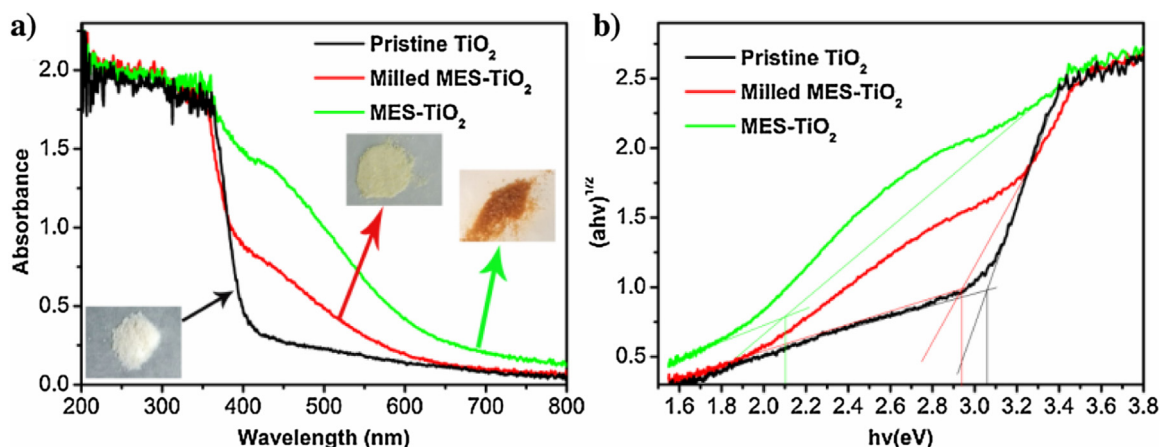 a)
Pristine TiO₂
Milled MES-TiO₂
MES-TiO₂
Absorbance
2.0
1.5
1.0
0.5
0.0
200 300 400 500 600 700 800
Wavelength (nm)
b)
Pristine TiO₂
Milled MES-TiO₂
MES-TiO₂
(ahv)¹/²
2.5
2.0
1.5
1.0
0.5
1.6 1.8 2.0 2.2 2.4 2.6 2.8 3.0 3.2 3.4 3.6 3.8
hv(eV)